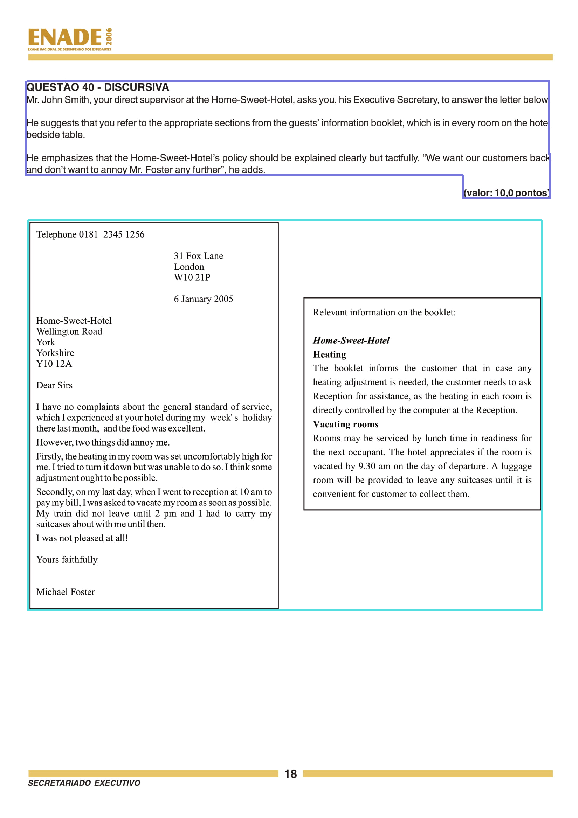 ENADE 2006
EXAME NACIONAL DE DESEMPENHO DOS ESTUDANTES
QUESTÃO 40 - DISCURSIVA
Mr. John Smith, your direct supervisor at the Home-Sweet-Hotel, asks you, his Executive Secretary, to answer the letter below
He suggests that you refer to the appropriate sections from the guests' information booklet, which is in every room on the hote
bedside table.
He emphasizes that the Home-Sweet-Hotel's policy should be explained clearly but tactfully. "We want our customers back
and don't want to annoy Mr. Foster any further", he adds.
(valor: 10,0 pontos)
Telephone 0181 2345 1256
31 Fox Lane
London
W10 21P
6 January 2005
Home-Sweet-Hotel
Wellington Road
York
Yorkshire
Y10 12A
Dear Sirs
I have no complaints about the general standard of service,
which I experienced at your hotel during my week's holiday
there last month, and the food was excellent.
However, two things did annoy me.
Firstly, the heating in my room was set uncomfortably high for
me. I tried to turn it down but was unable to do so. I think some
adjustment ought to be possible.
Secondly, on my last day, when I went to reception at 10 am to
pay my bill, I was asked to vacate my room as soon as possible.
My train did not leave until 2 pm and I had to carry my
suitcases about with me until then.
I was not pleased at all!
Yours faithfully
Michael Foster
Relevant information on the booklet:
Home-Sweet-Hotel
Heating
The booklet informs the customer that in case any
heating adjustment is needed, the customer needs to ask
Reception for assistance, as the heating in each room is
directly controlled by the computer at the Reception.
Vacating rooms
Rooms may be serviced by lunch time in readiness for
the next occupant. The hotel appreciates if the room is
vacated by 9.30 am on the day of departure. A luggage
room will be provided to leave any suitcases until it is
convenient for customer to collect them.
18
SECRETARIADO EXECUTIVO